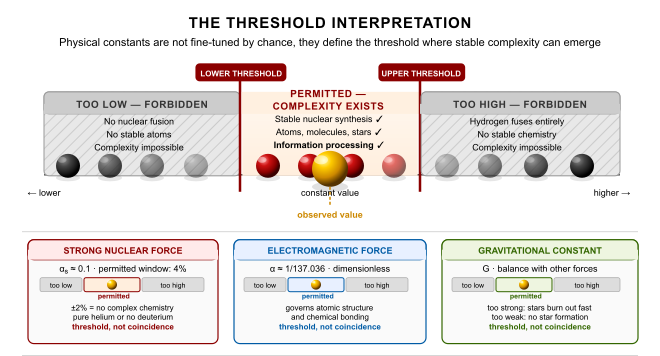 THE THRESHOLD INTERPRETATION
Physical constants are not fine-tuned by chance, they define the threshold where stable complexity can emerge
LOWER THRESHOLD
UPPER THRESHOLD
TOO LOW — FORBIDDEN
No nuclear fusion
No stable atoms
Complexity impossible
PERMITTED —
COMPLEXITY EXISTS
Stable nuclear synthesis ✓
Atoms, molecules, stars ✓
Information processing ✓
TOO HIGH — FORBIDDEN
Hydrogen fuses entirely
No stable chemistry
Complexity impossible
← lower
constant value
higher →
observed value
STRONG NUCLEAR FORCE
αs ≈ 0.1 · permitted window: 4%
too low
too high
permitted
±2% = no complex chemistry
pure helium or no deuterium
threshold, not coincidence
ELECTROMAGNETIC FORCE
α ≈ 1/137.036 · dimensionless
too low
too high
permitted
governs atomic structure
and chemical bonding
threshold, not coincidence
GRAVITATIONAL CONSTANT
G · balance with other forces
too low
too high
permitted
too strong: stars burn out fast
too weak: no star formation
threshold, not coincidence